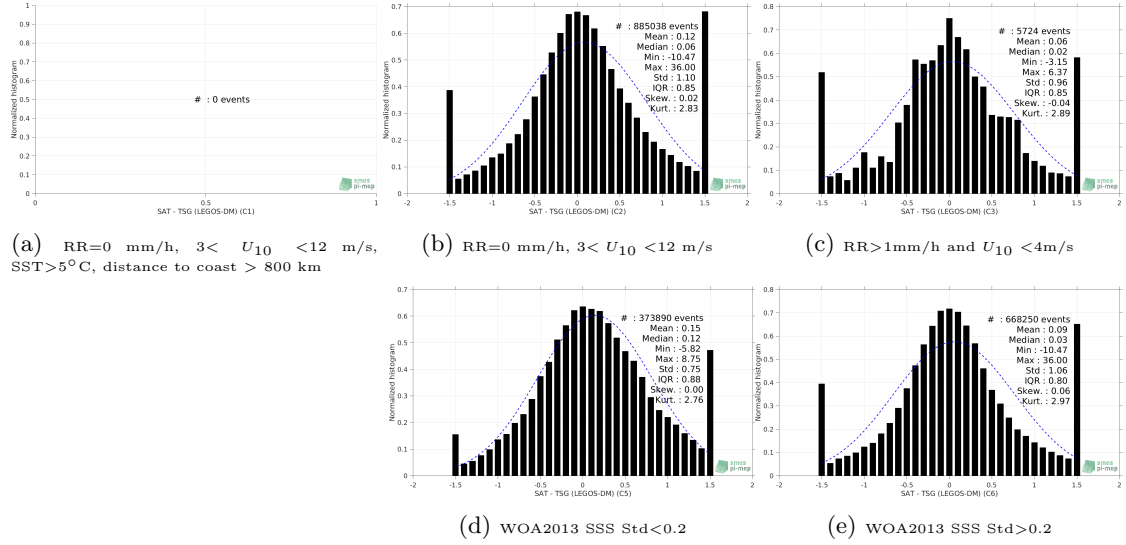 1
0.9
0.8
0.7
0.6
0.5
0.4
0.3
0.2
0.1
0
Normalized histogram
# : 0 events
0 0.5 1
SAT - TSG (LEGOS-DM) (C1)
smos
pi-mep
(a) RR=0 mm/h, 3< U10 <12 m/s,
SST>5°C, distance to coast > 800 km
0.7
0.6
0.5
0.4
0.3
0.2
0.1
0
Normalized histogram
# : 885038 events
Mean : 0.12
Median : 0.06
Min : -10.47
Max : 36.00
Std : 1.10
IQR : 0.85
Skew. : 0.02
Kurt. : 2.83
-2 -1.5 -1 -0.5 0 0.5 1 1.5 2
SAT - TSG (LEGOS-DM) (C2)
smos
pi-mep
(b) RR=0 mm/h, 3< U10 <12 m/s
0.8
0.7
0.6
0.5
0.4
0.3
0.2
0.1
0
Normalized histogram
# : 5724 events
Mean : 0.06
Median : 0.02
Min : -3.15
Max : 6.37
Std : 0.96
IQR : 0.85
Skew. : -0.04
Kurt. : 2.89
-2 -1.5 -1 -0.5 0 0.5 1 1.5 2
SAT - TSG (LEGOS-DM) (C3)
smos
pi-mep
(c) RR>1mm/h and U10 <4m/s
0.7
0.6
0.5
0.4
0.3
0.2
0.1
0
Normalized histogram
# : 373890 events
Mean : 0.15
Median : 0.12
Min : -5.82
Max : 8.75
Std : 0.75
IQR : 0.88
Skew. : 0.00
Kurt. : 2.76
-2 -1.5 -1 -0.5 0 0.5 1 1.5 2
SAT - TSG (LEGOS-DM) (C5)
smos
pi-mep
(d) WOA2013 SSS Std<0.2
0.8
0.7
0.6
0.5
0.4
0.3
0.2
0.1
0
Normalized histogram
# : 668250 events
Mean : 0.09
Median : 0.03
Min : -10.47
Max : 36.00
Std : 1.06
IQR : 0.80
Skew. : 0.06
Kurt. : 2.97
-2 -1.5 -1 -0.5 0 0.5 1 1.5 2
SAT - TSG (LEGOS-DM) (C6)
smos
pi-mep
(e) WOA2013 SSS Std>0.2